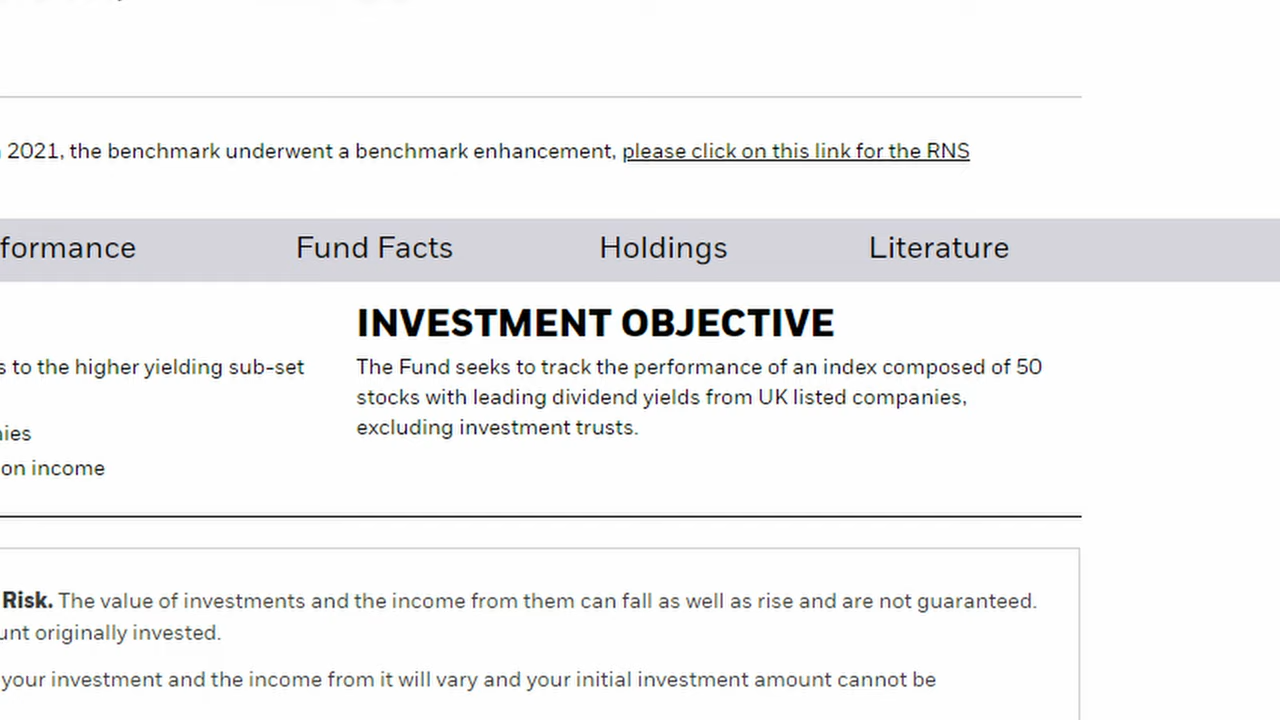 2021, the benchmark underwent a benchmark enhancement, please click on this link for the RNS
formance Fund Facts Holdings Literature
INVESTMENT OBJECTIVE
s to the higher yielding sub-set
The Fund seeks to track the performance of an index composed of 50
stocks with leading dividend yields from UK listed companies,
excluding investment trusts.
nies
on income
Risk. The value of investments and the income from them can fall as well as rise and are not guaranteed.
unt originally invested.
your investment and the income from it will vary and your initial investment amount cannot be